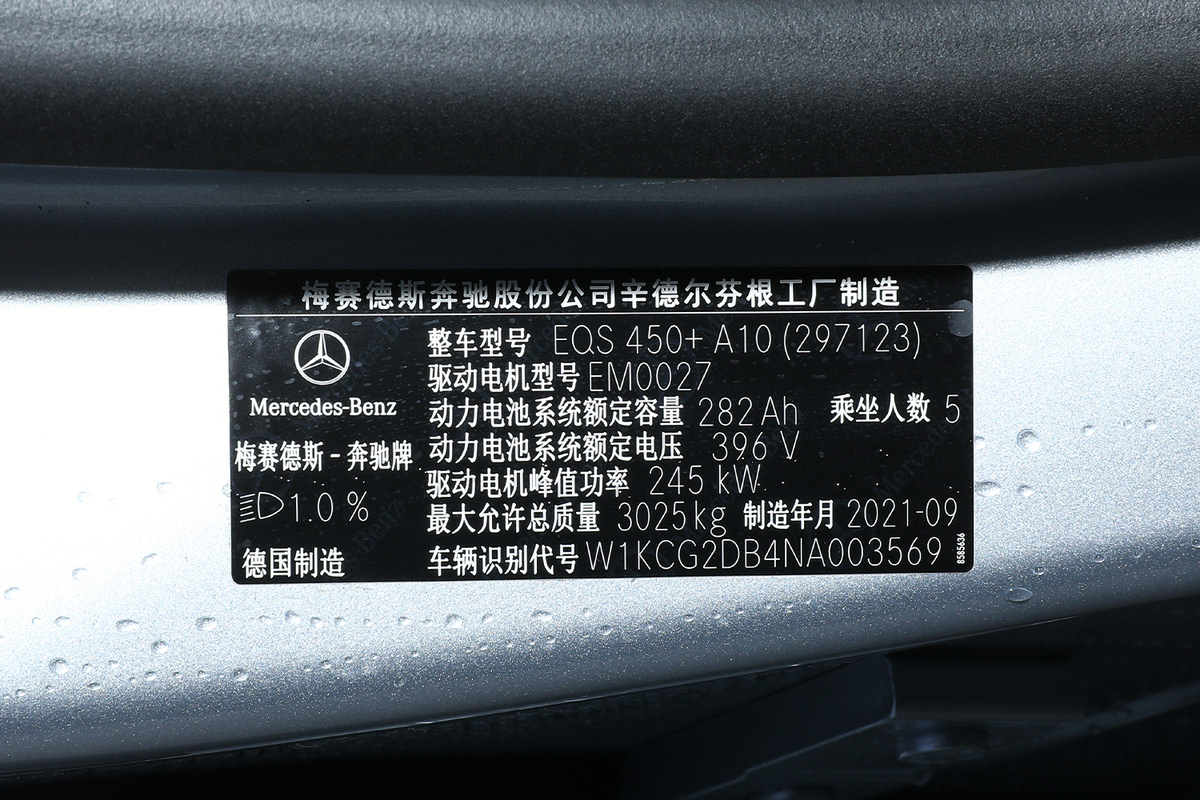 梅赛德斯奔驰股份公司辛德尔芬根工厂制造
Mercedes-Benz
梅赛德斯-奔驰牌
1.0%
德国制造
整车型号 EQS 450+ A10 (297123)
驱动电机型号 EM0027
动力电池系统额定容量 282 Ah 乘坐人数 5
动力电池系统额定电压 396 V
驱动电机峰值功率 245 kW
最大允许总质量 3025 kg 制造年月 2021-09
车辆识别代号 W1KCG2DB4NA003569
8585636